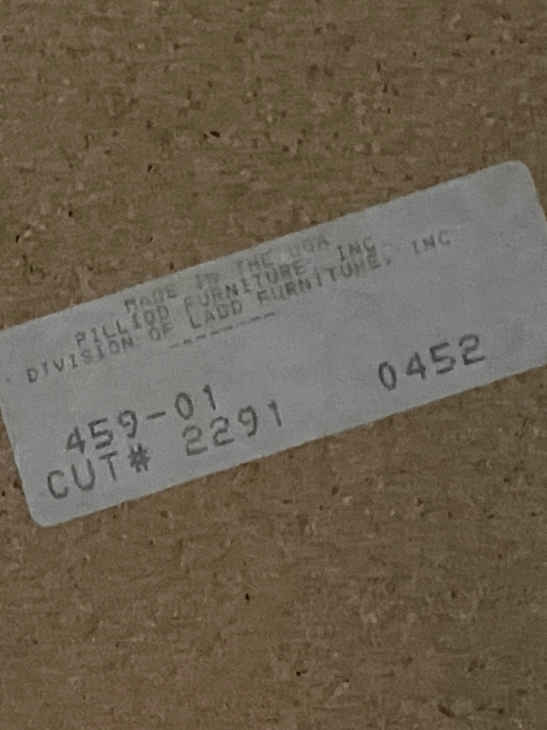 MADE IN THE USA
PILLIOD FURNITURE, INC
DIVISION OF LADD FURNITURE, INC
459-01 0452
CUT# 2291